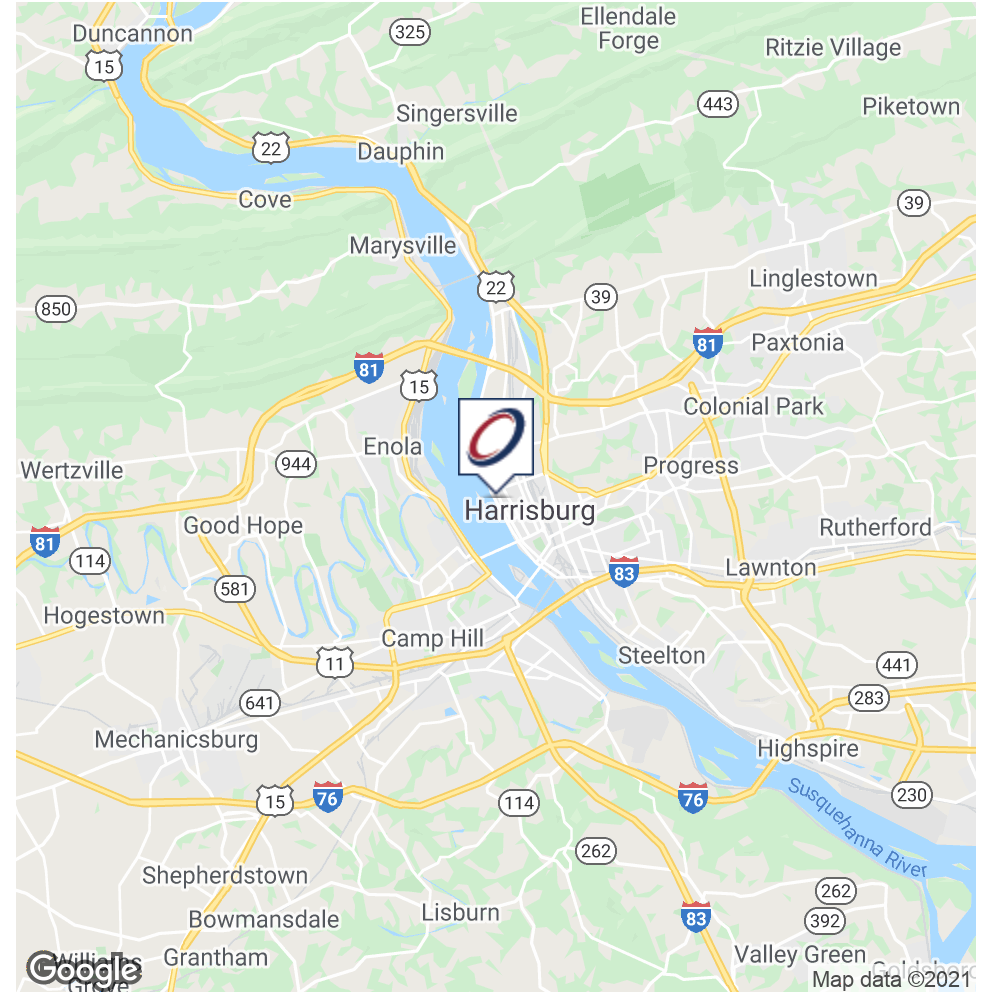 Duncannon
15
325
Ellendale
Forge
Ritzie Village
443
Piketown
Singersville
22
Dauphin
Cove
39
Marysville
Linglestown
22
39
850
81
Paxtonia
81
15
Colonial Park
Enola
944
Progress
Wertzville
Harrisburg
Good Hope
Rutherford
81
114
83
Lawnton
581
Hogestown
Camp Hill
11
Steelton
441
283
641
Mechanicsburg
Highspire
15
76
76
114
230
Susquehanna River
262
Shepherdstown
262
Bowmansdale
Lisburn
83
392
Grantham
Valley Green
Williams
Grove
Google
Goldsboro
Map data ©2021